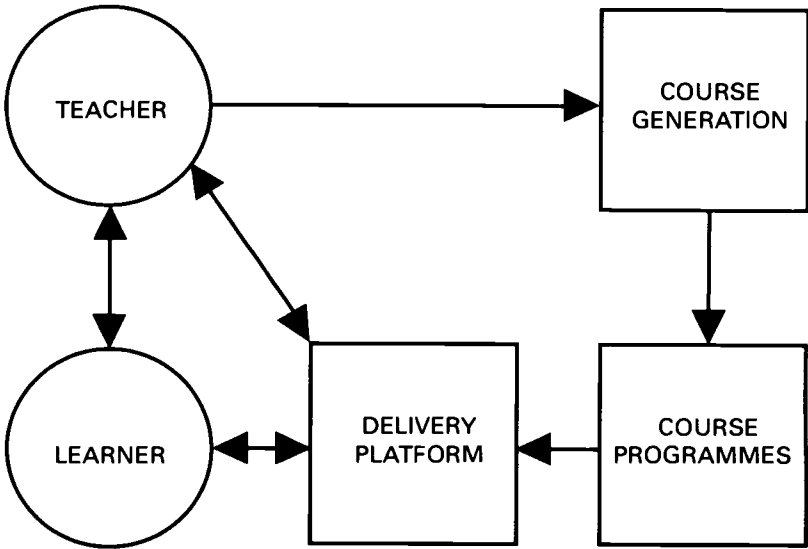 TEACHER
COURSE
GENERATION
LEARNER
DELIVERY
PLATFORM
COURSE
PROGRAMMES